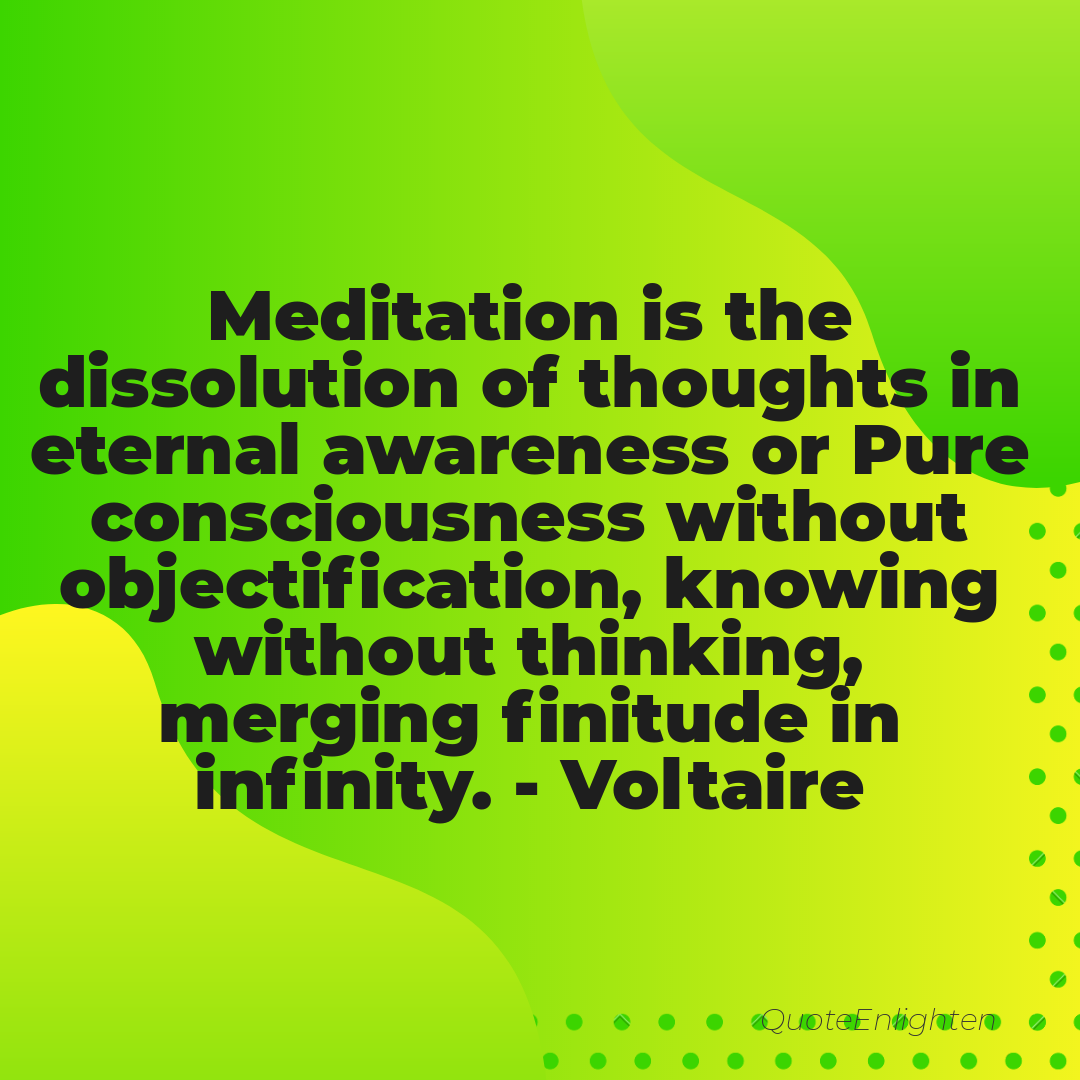 Meditation is the
dissolution of thoughts in
eternal awareness or Pure
consciousness without
objectification, knowing
without thinking,
merging finitude in
infinity. - Voltaire
QuoteEnlighten